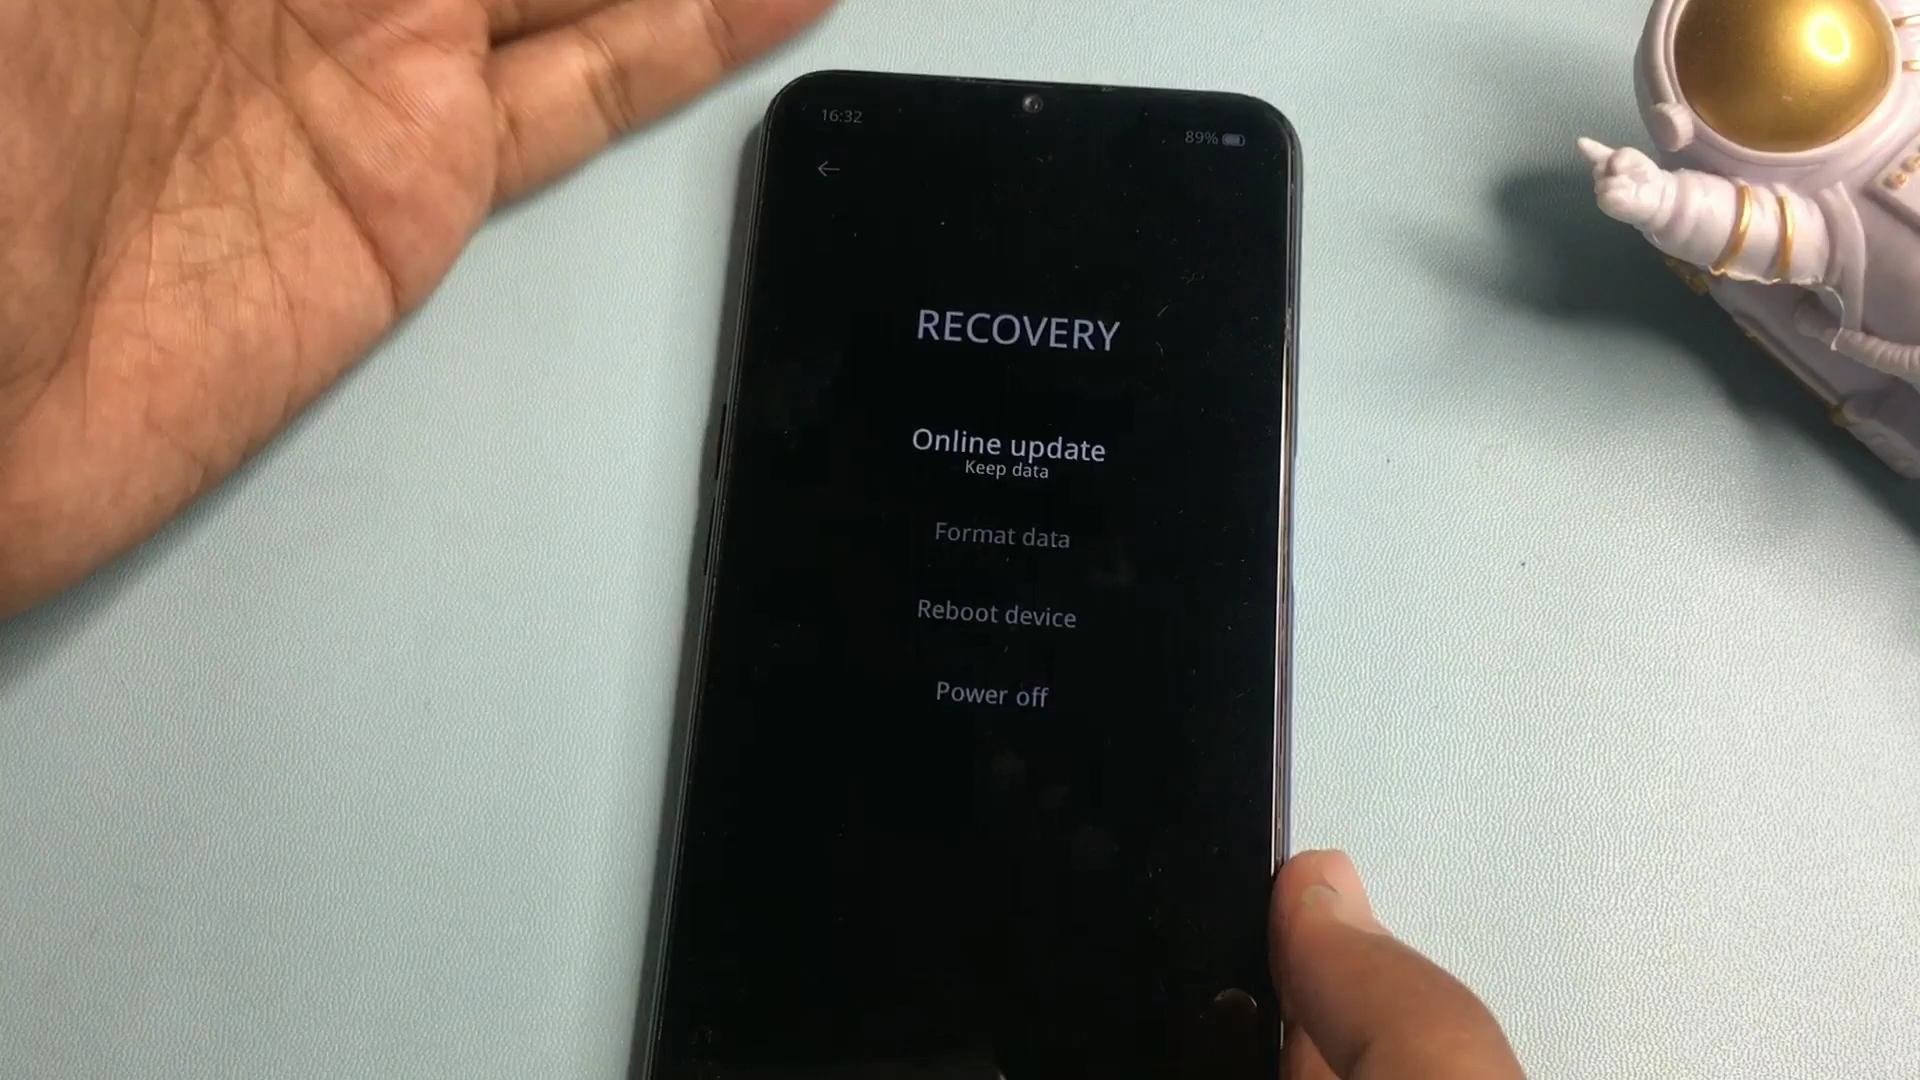 16:32
89%
RECOVERY
Online update
Keep data
Format data
Reboot device
Power off